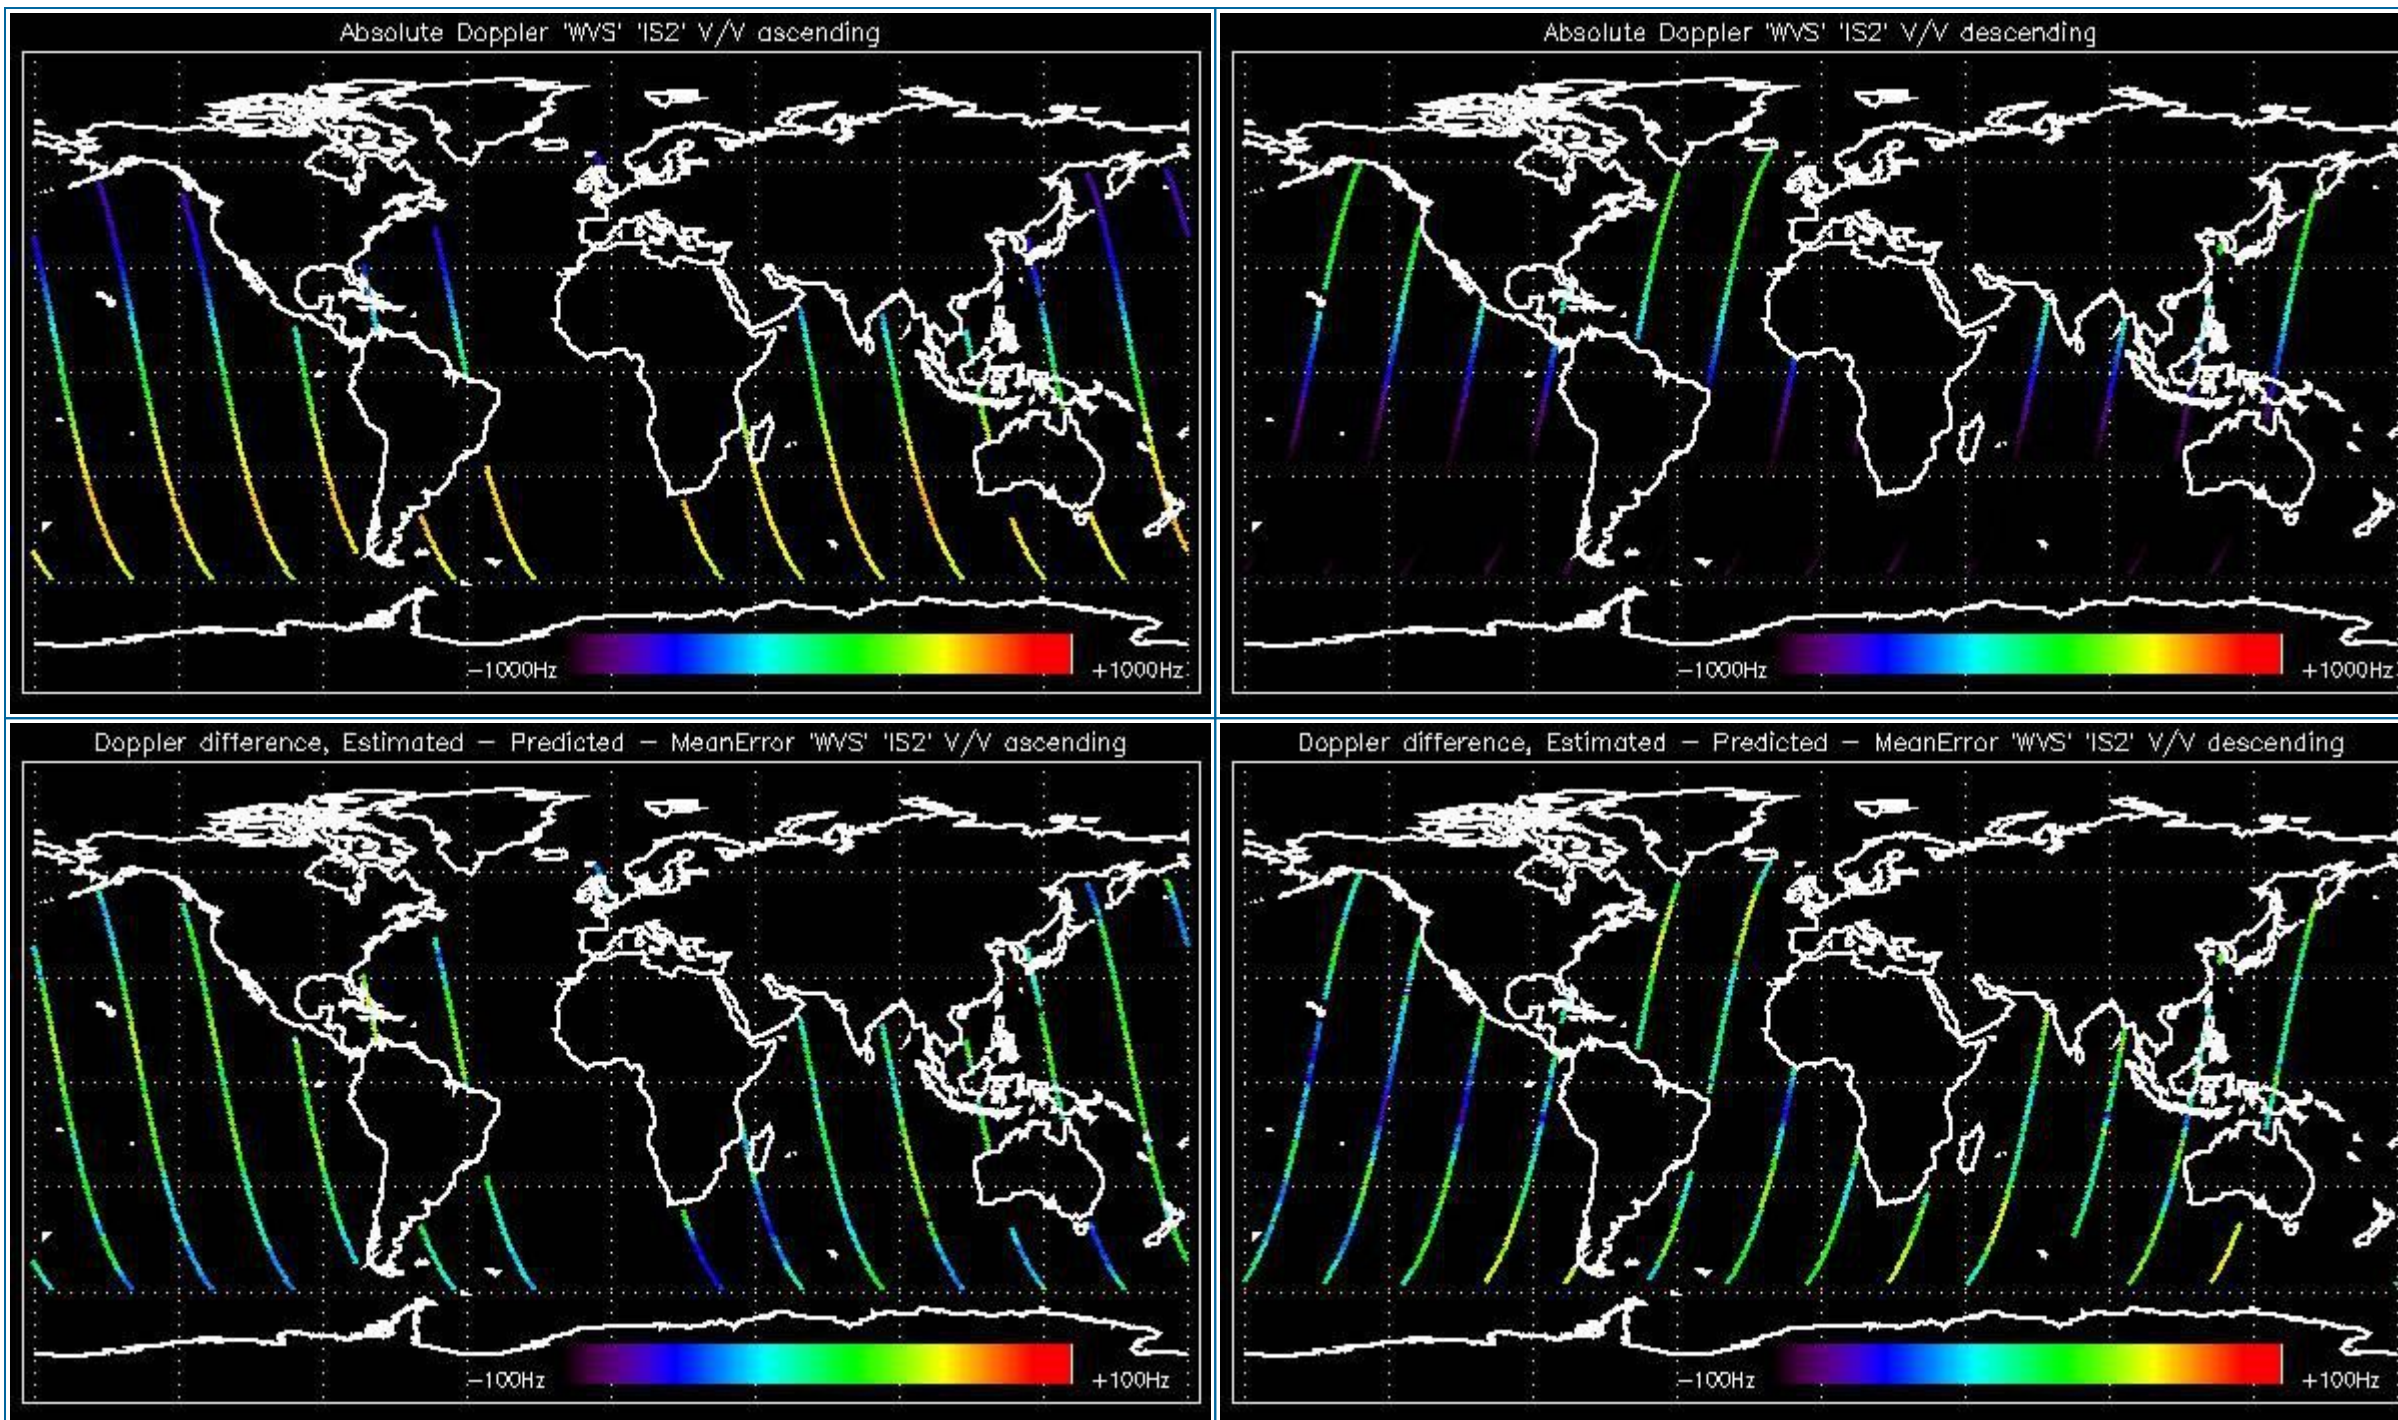 Absolute Doppler 'WVS' 'IS2' V/V ascending
−1000Hz
+1000Hz
Absolute Doppler 'WVS' 'IS2' V/V descending
−1000Hz
+1000Hz
Doppler difference, Estimated − Predicted − MeanError 'WVS' 'IS2' V/V ascending
−100Hz
+100Hz
Doppler difference, Estimated − Predicted − MeanError 'WVS' 'IS2' V/V descending
−100Hz
+100Hz